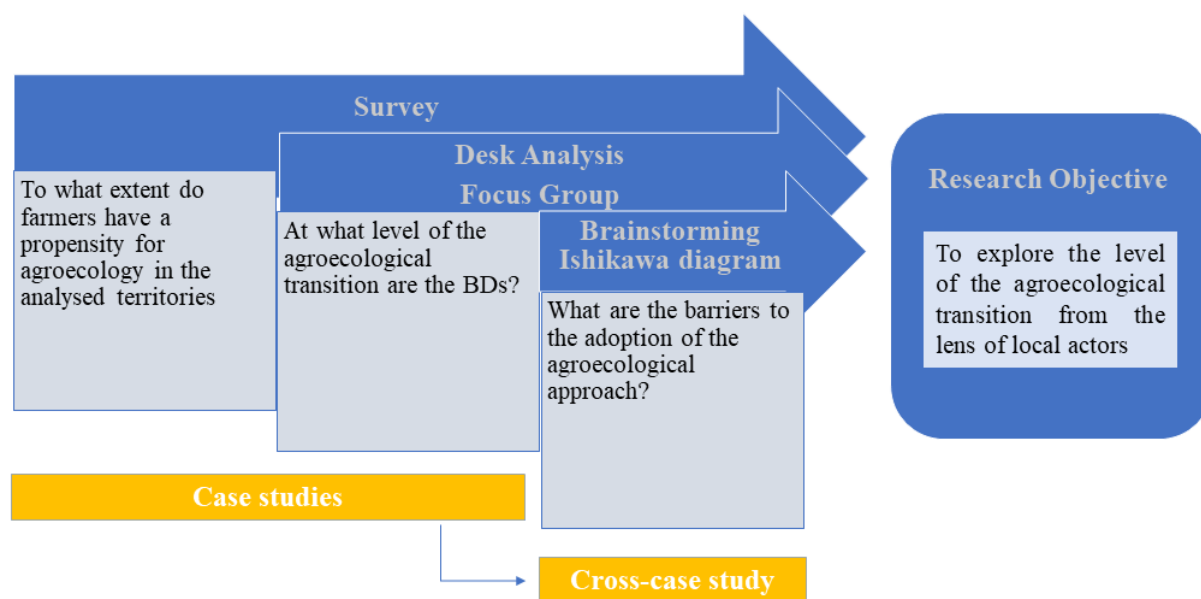 Survey
Desk Analysis
Focus Group
Brainstorming
Ishikawa diagram
To what extent do
farmers have a
propensity for
agroecology in the
analysed territories
At what level of the
agroecological
transition are the BDs?
What are the barriers to
the adoption of the
agroecological
approach?
Research Objective
To explore the level
of the agroecological
transition from the
lens of local actors
Case studies
Cross-case study